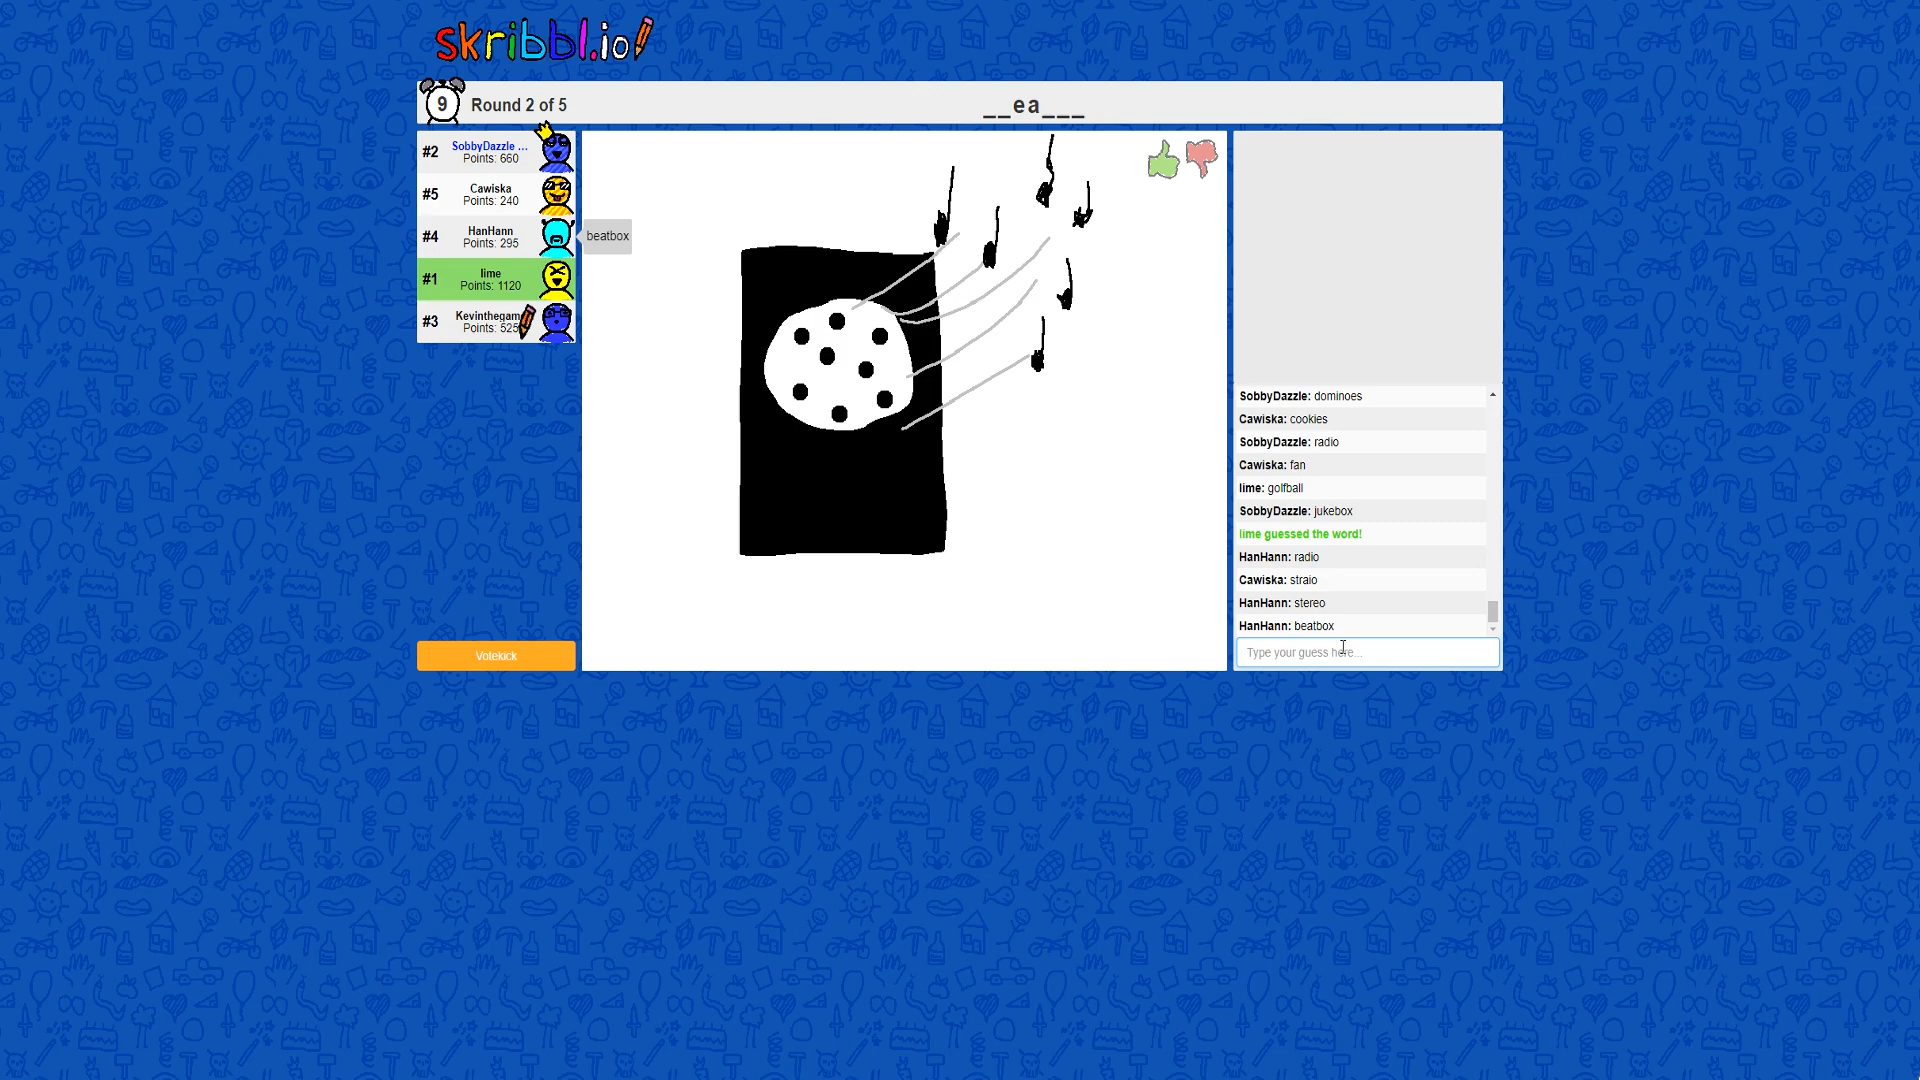 skribbl.io
9 Round 2 of 5
__ea___
#2 SobbyDazzle ...
Points: 660
#5 Cawiska
Points: 240
#4 HanHann
Points: 295
beatbox
#1 lime
Points: 1120
#3 Kevinthegam
Points: 525
Votekick
SobbyDazzle: dominoes
Cawiska: cookies
SobbyDazzle: radio
Cawiska: fan
lime: golfball
SobbyDazzle: jukebox
lime guessed the word!
HanHann: radio
Cawiska: straio
HanHann: stereo
HanHann: beatbox
Type your guess here...